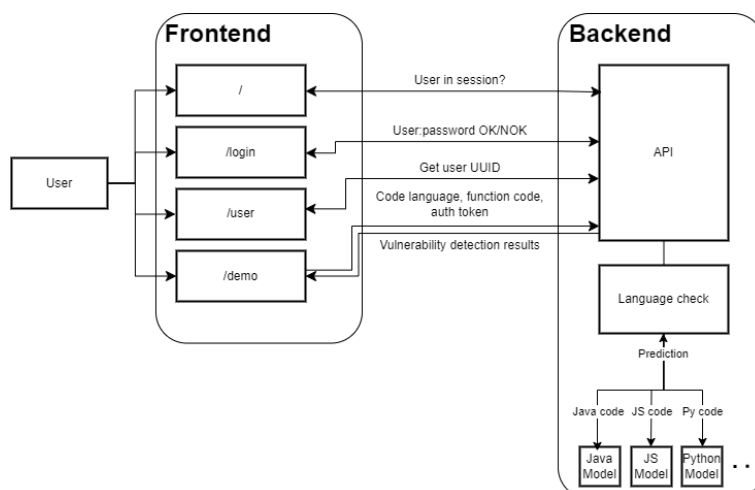 Frontend
Backend
/
User in session?
API
/login
User:password OK/NOK
User
Get user UUID
/user
Code language, function code,
auth token
/demo
Vulnerability detection results
Language check
Prediction
Java code
JS code
Py code
Java
Model
JS
Model
Python
Model
. .